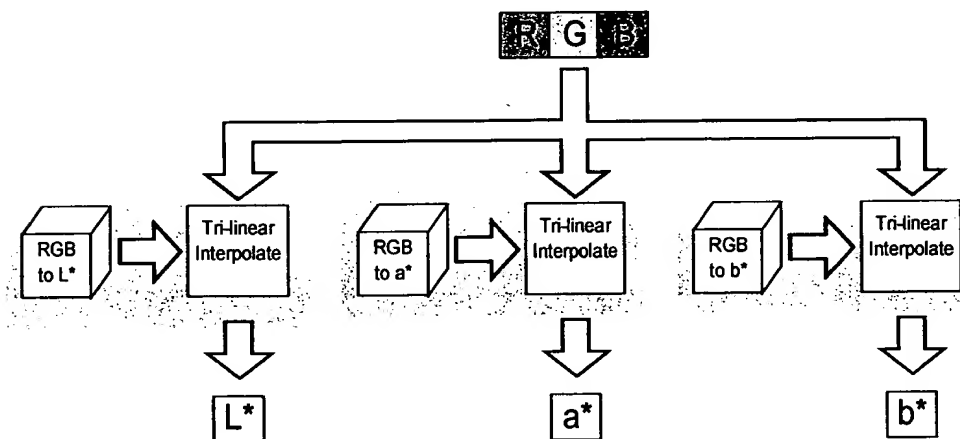 R G B
RGB
to L*
Tri-linear
Interpolate
RGB
to a*
Tri-linear
Interpolate
RGB
to b*
Tri-linear
Interpolate
L*
a*
b*